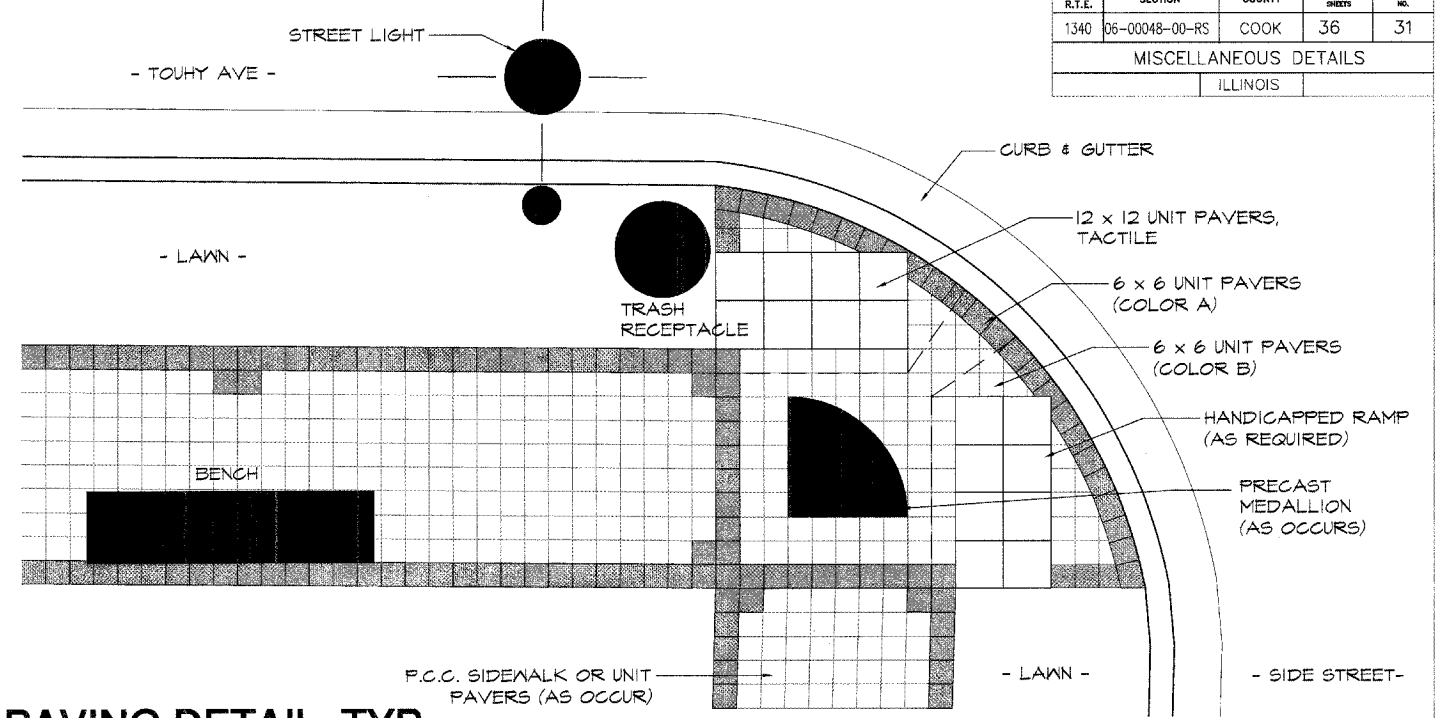 R.T.E. SECTION COUNTY SHEETS NO.
1340 06-00048-00-RS COOK 36 31
MISCELLANEOUS DETAILS
ILLINOIS
STREET LIGHT
- TOUHY AVE -
CURB & GUTTER
12 x 12 UNIT PAVERS,
TACTILE
- LAWN -
6 x 6 UNIT PAVERS
(COLOR A)
TRASH
RECEPTACLE
6 x 6 UNIT PAVERS
(COLOR B)
HANDICAPPED RAMP
(AS REQUIRED)
BENCH
PRECAST
MEDALLION
(AS OCCURS)
P.C.C. SIDEWALK OR UNIT
PAVERS (AS OCCUR)
- LAWN -
- SIDE STREET-
PAVING DETAIL, TYP.